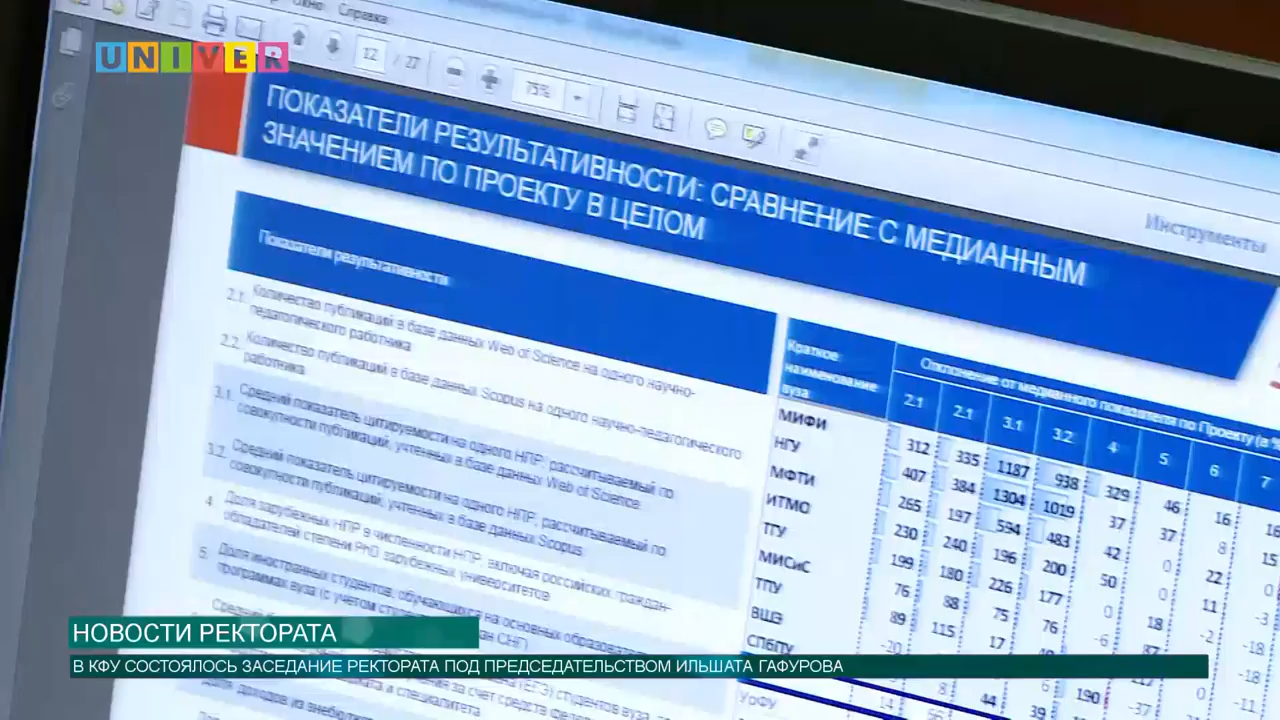 Окно Справка
UNIVER
12 / 27
75%
Инструменты
ПОКАЗАТЕЛИ РЕЗУЛЬТАТИВНОСТИ: СРАВНЕНИЕ С МЕДИАННЫМ
ЗНАЧЕНИЕМ ПО ПРОЕКТУ В ЦЕЛОМ
Показатели результативности
2.1. Количество публикаций в базе данных Web of Science на одного научно-
педагогического работника
2.2. Количество публикаций в базе данных Scopus на одного научно-педагогического
работника
3.1. Средний показатель цитируемости на одного НПР, рассчитываемый по
совокупности публикаций, учтенных в базе данных Web of Science
3.2. Средний показатель цитируемости на одного НПР, рассчитываемый по
совокупности публикаций, учтенных в базе данных Scopus
4. Доля зарубежных НПР в численности НПР, включая российских граждан-
обладателей степени PhD зарубежных университетов
5. Доля иностранных студентов, обучающихся на основных
программах вуза (с учетом
Краткое
наименование
вуза
Отклонение от медианного показателя по Проекту (в %
2.1 2.1 3.1 3.2 4 5 6 7
МИФИ 312 335 1187 938 329 46 16 16
НГУ 407 384 1304 1019 37 37 8 15
МФТИ 265 197 594 483 42 0 22 0
ИТМО 230 240 196 200 50 0 11 -3
ТГУ 199 180 226 177 0 18 -2 -18
МИСиС 76 88 75 76 -6
ТПУ 89 115 17
ВШЭ -20
СПбПУ
УрФУ 14
НОВОСТИ РЕКТОРАТА
В КФУ СОСТОЯЛОСЬ ЗАСЕДАНИЕ РЕКТОРАТА ПОД ПРЕДСЕДАТЕЛЬСТВОМ ИЛЬШАТА ГАФУРОВА